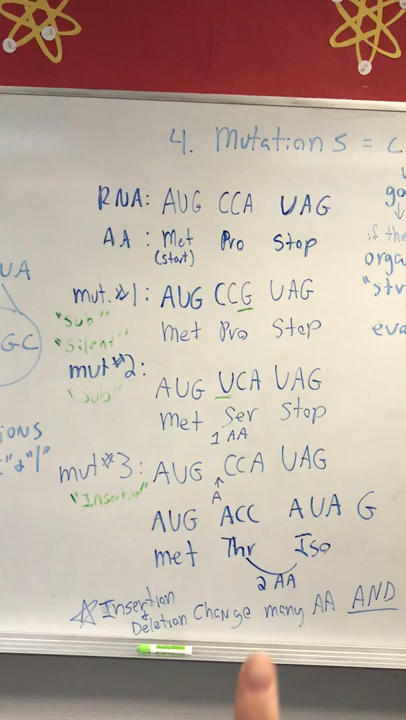 4. Mutations = C
RNA: AUG CCA UAG
AA: Met Pro Stop
(start)
mut.#1: AUG CCG UAG
"Sub" Met Pro Stop
"Silent"
mut#2:
"Sub" AUG UCA UAG
Met Ser Stop
1 AA
mut#3: AUG CCA UAG
"Insertion" A
AUG ACC AUA G
met Thr Iso
2 AA
Insertion
& Deletion Change many AA AND
UA
GC
IONS
go
if the
orga
"str
eva